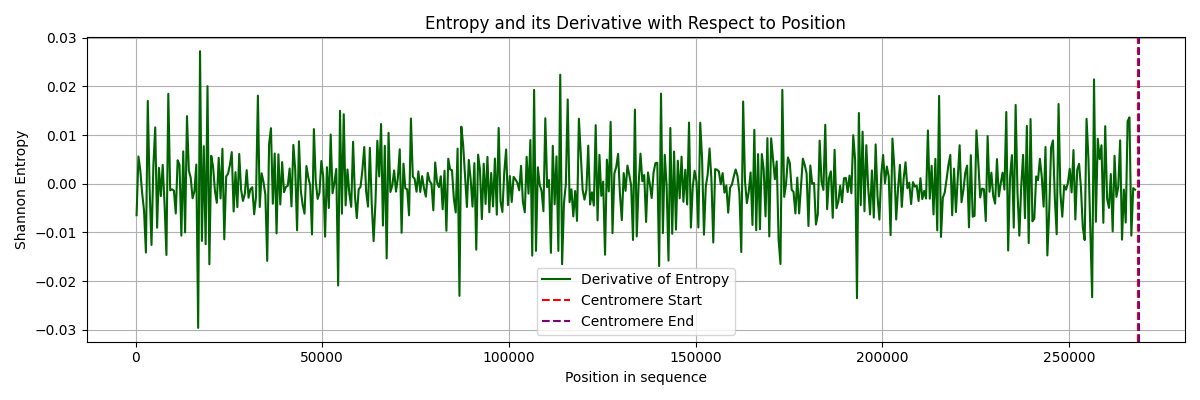 Entropy and its Derivative with Respect to Position
Shannon Entropy
0.03
0.02
0.01
0.00
−0.01
−0.02
−0.03
Derivative of Entropy
Centromere Start
Centromere End
0
50000
100000
150000
200000
250000
Position in sequence